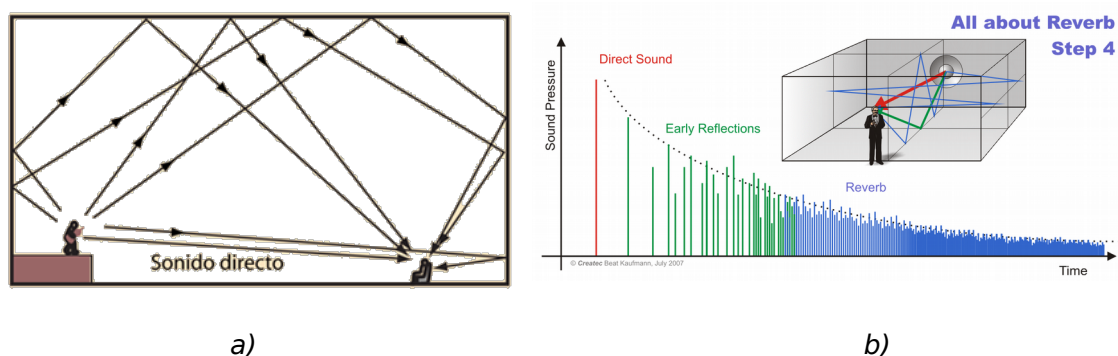 Sonido directo
a)
All about Reverb
Step 4
Sound Pressure
Direct Sound
Early Reflections
Reverb
© Createc Beat Kaufmann, July 2007
Time
b)